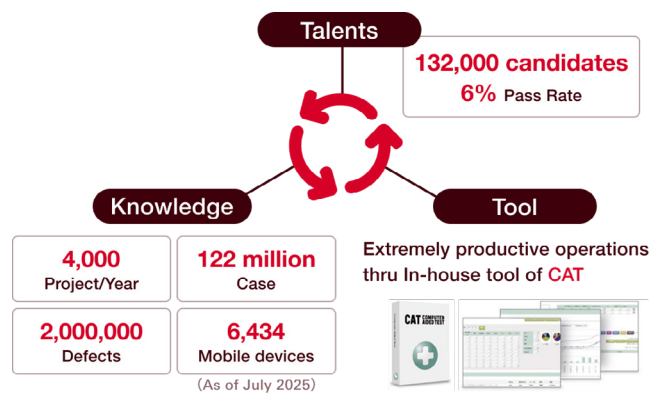 Talents
132,000 candidates
6% Pass Rate
Knowledge
4,000
Project/Year
122 million
Case
2,000,000
Defects
6,434
Mobile devices
(As of July 2025)
Tool
Extremely productive operations
thru In-house tool of CAT
CAT COMPUTER
AIDED TEST